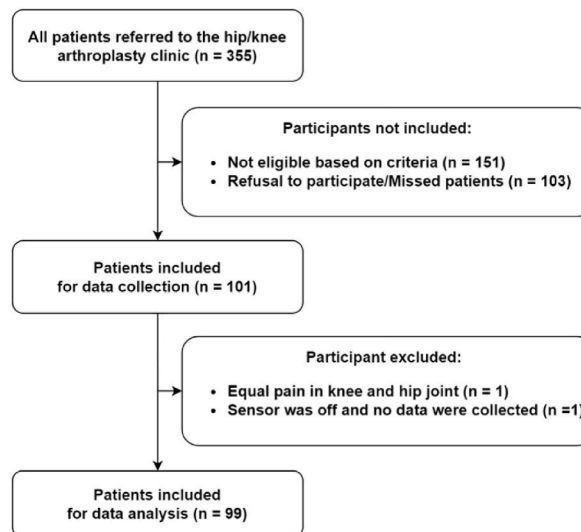 All patients referred to the hip/knee
arthroplasty clinic (n = 355)
Participants not included:
• Not eligible based on criteria (n = 151)
• Refusal to participate/Missed patients (n = 103)
Patients included
for data collection (n = 101)
Participant excluded:
• Equal pain in knee and hip joint (n = 1)
• Sensor was off and no data were collected (n =1)
Patients included
for data analysis (n = 99)